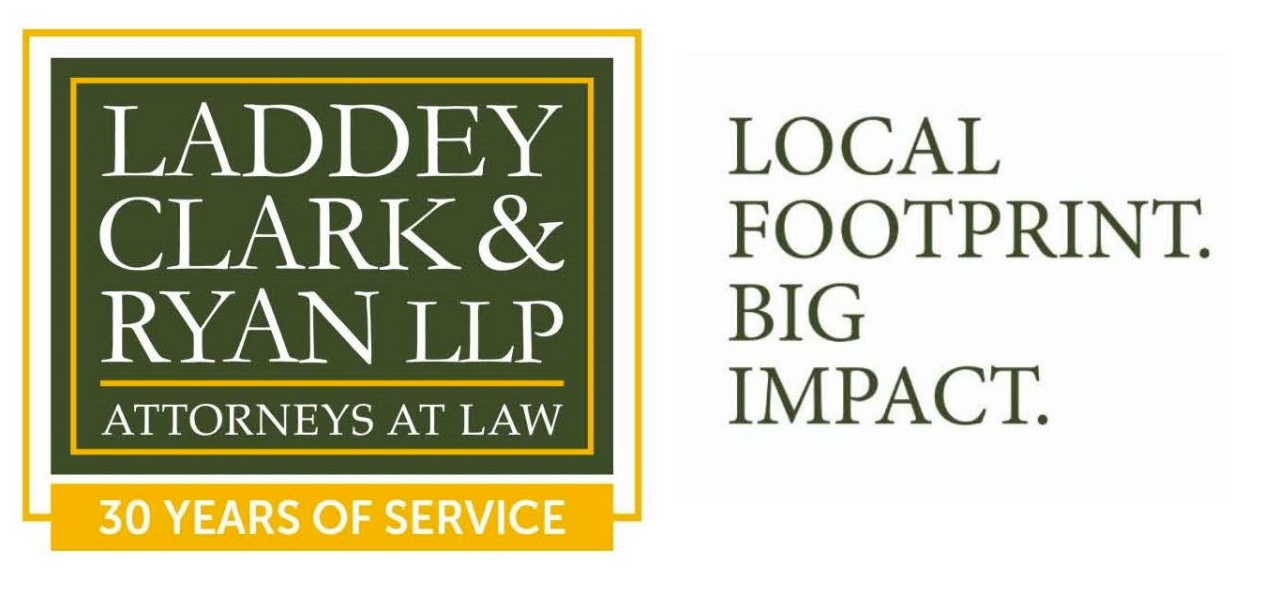 LADDEY
CLARK &
RYAN LLP
ATTORNEYS AT LAW
30 YEARS OF SERVICE
LOCAL
FOOTPRINT.
BIG
IMPACT.